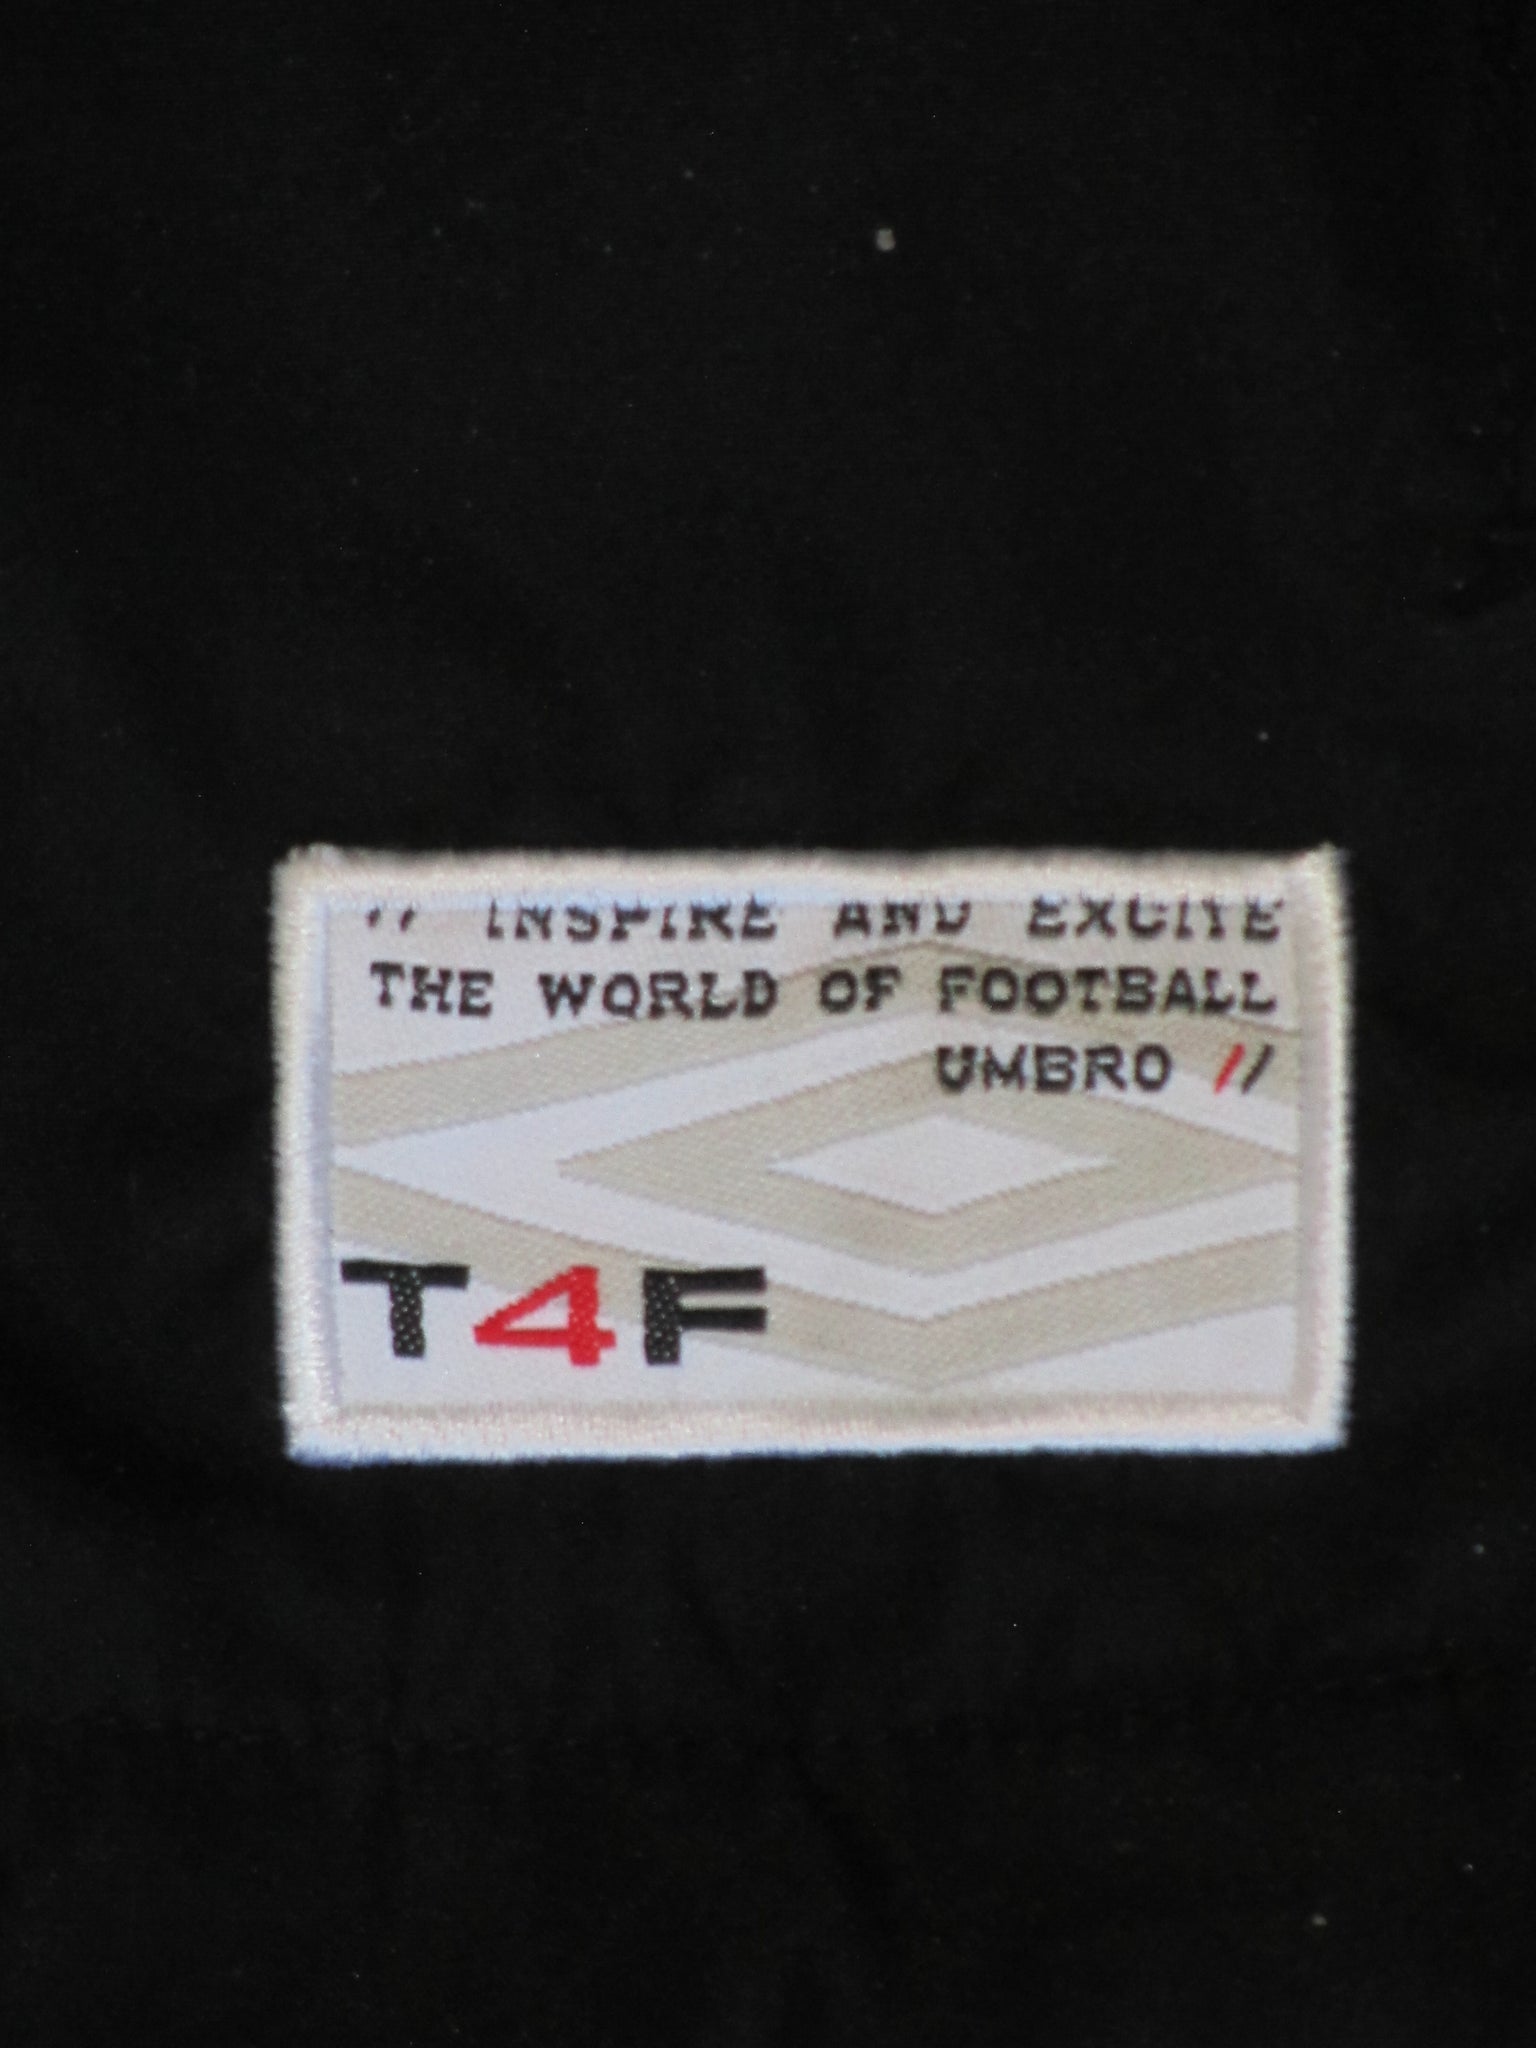 // INSPIRE AND EXCITE
THE WORLD OF FOOTBALL
UMBRO //
T4F